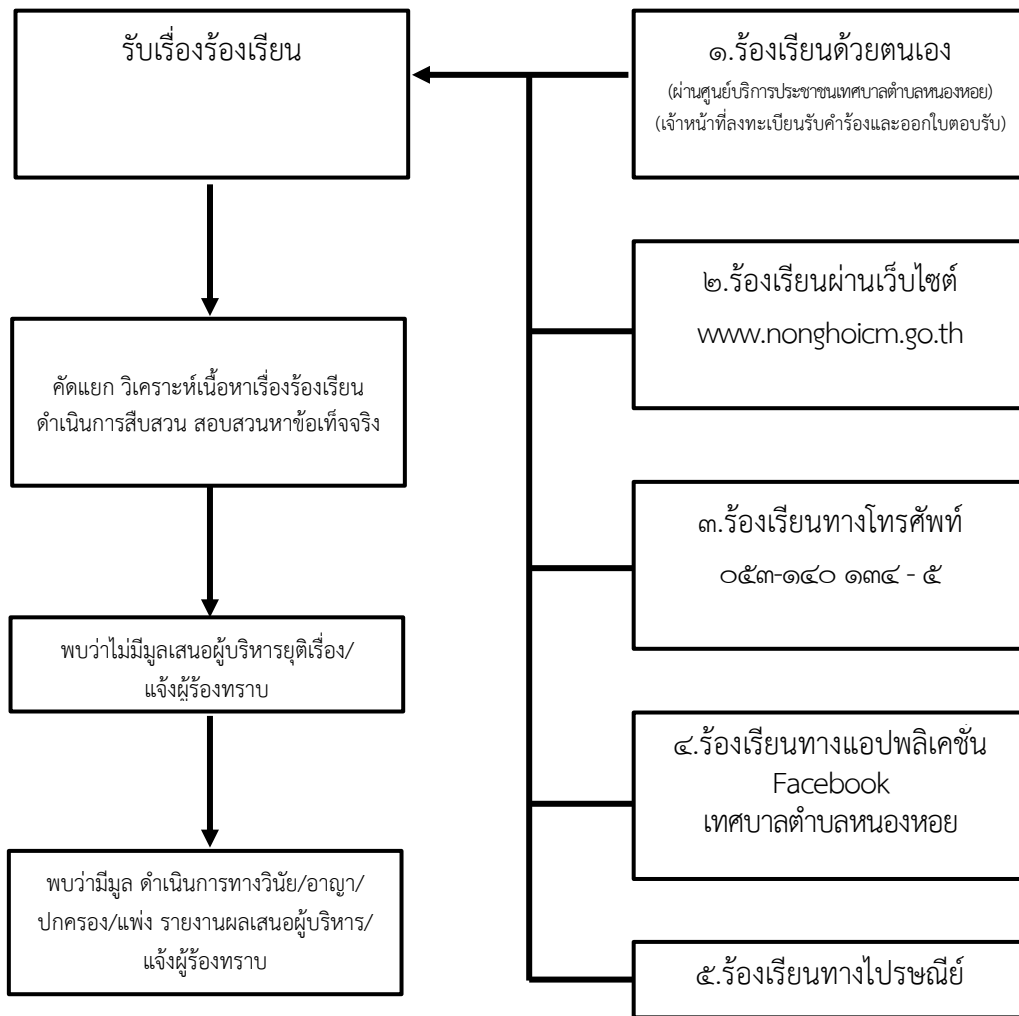 รับเรื่องร้องเรียน
คัดแยก วิเคราะห์เนื้อหาเรื่องร้องเรียน
ดำเนินการสืบสวน สอบสวนหาข้อเท็จจริง
พบว่าไม่มีมูลเสนอผู้บริหารยุติเรื่อง/
แจ้งผู้ร้องทราบ
พบว่ามีมูล ดำเนินการทางวินัย/อาญา/
ปกครอง/แพ่ง รายงานผลเสนอผู้บริหาร/
แจ้งผู้ร้องทราบ
๑.ร้องเรียนด้วยตนเอง
(ผ่านศูนย์บริการประชาชนเทศบาลตำบลหนองหอย)
(เจ้าหน้าที่ลงทะเบียนรับคำร้องและออกใบตอบรับ)
๒.ร้องเรียนผ่านเว็บไซต์
www.nonghoicm.go.th
๓.ร้องเรียนทางโทรศัพท์
๐๕๓-๑๔๐ ๑๓๔ - ๕
๔.ร้องเรียนทางแอปพลิเคชั่น
Facebook
เทศบาลตำบลหนองหอย
๕.ร้องเรียนทางไปรษณีย์